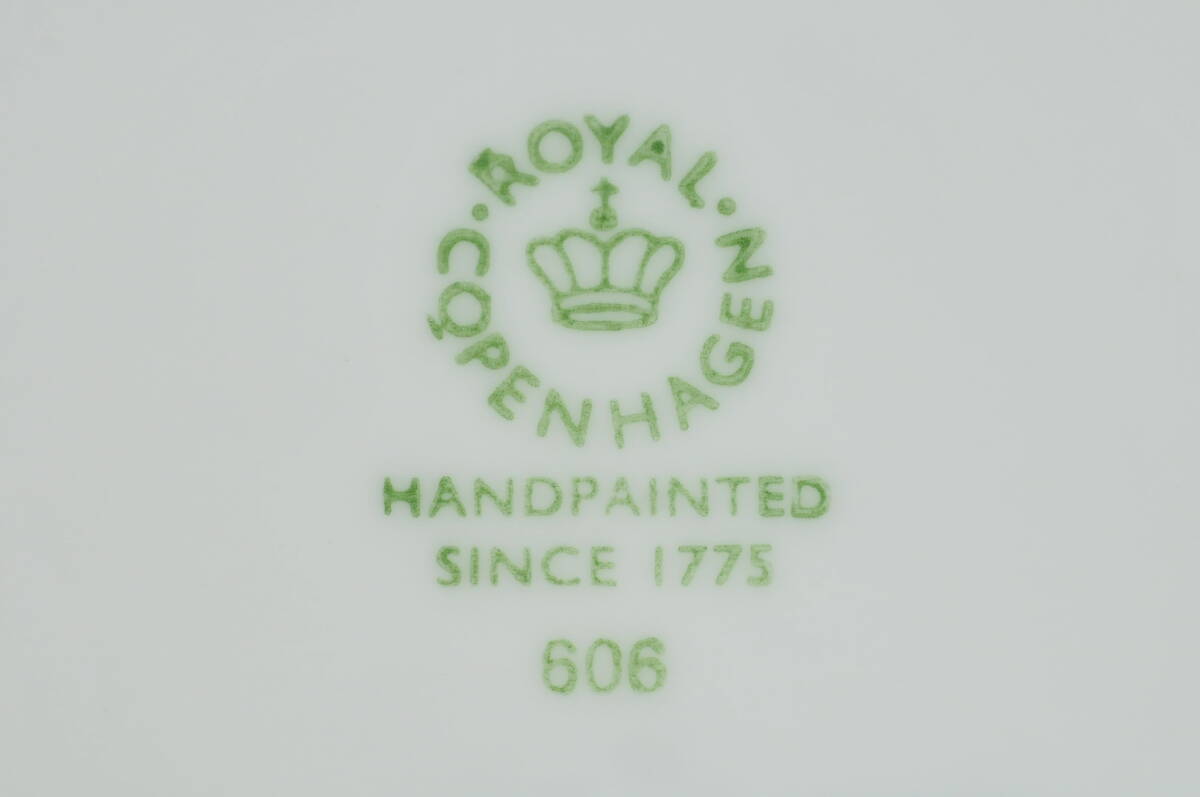 · ROYAL ·
COPENHAGEN
HANDPAINTED
SINCE 1775
606